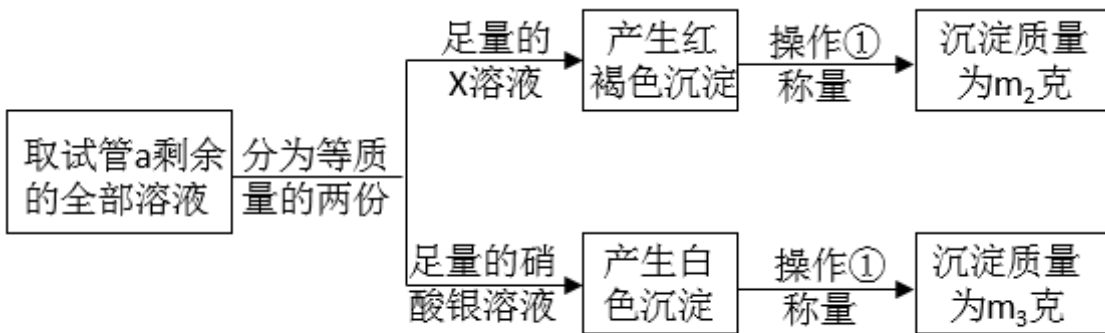 足量的
X溶液
产生红
褐色沉淀
操作①
称量
沉淀质量
为m₂克
取试管a剩余
的全部溶液
分为等质
量的两份
足量的硝
酸银溶液
产生白
色沉淀
操作①
称量
沉淀质量
为m₃克